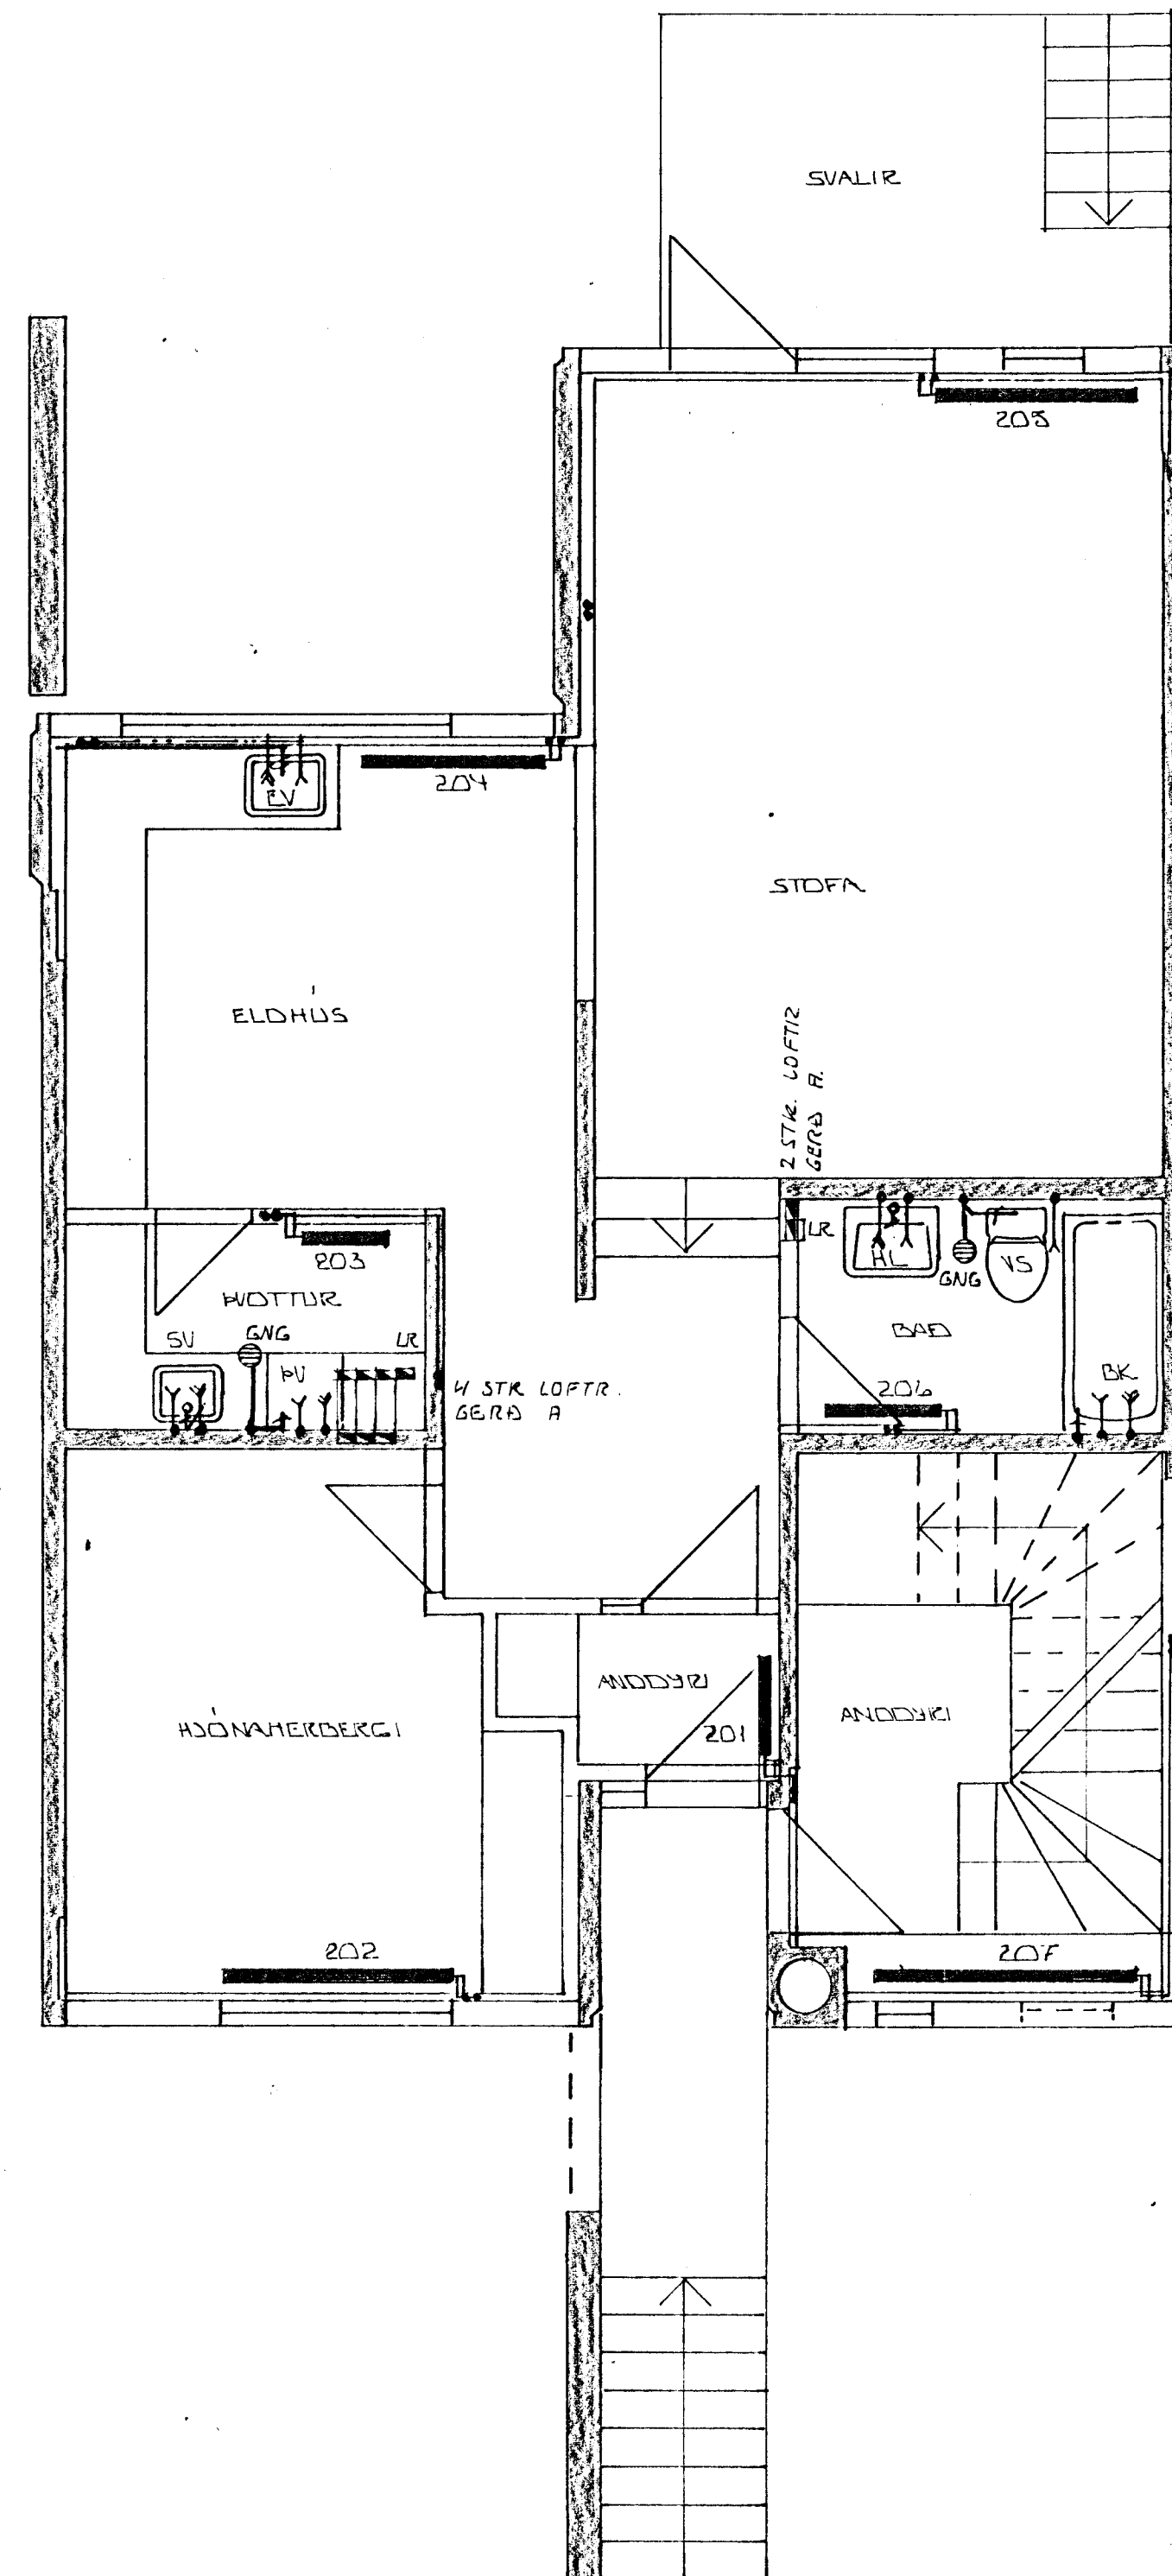 SVALIR
205
204
EV
STOFA
ELDHÚS
2 STK. LOFTR
GERÐ A.
LR
HL
GNG
VS
203
ÞVOTTUR
BAÐ
SV
GNG
LR
ÞV
BK
206
4 STK LOFTR.
GERÐ A
ANDDYRI
201
ANDDYRI
HJÓNAHERBERGI
202
207